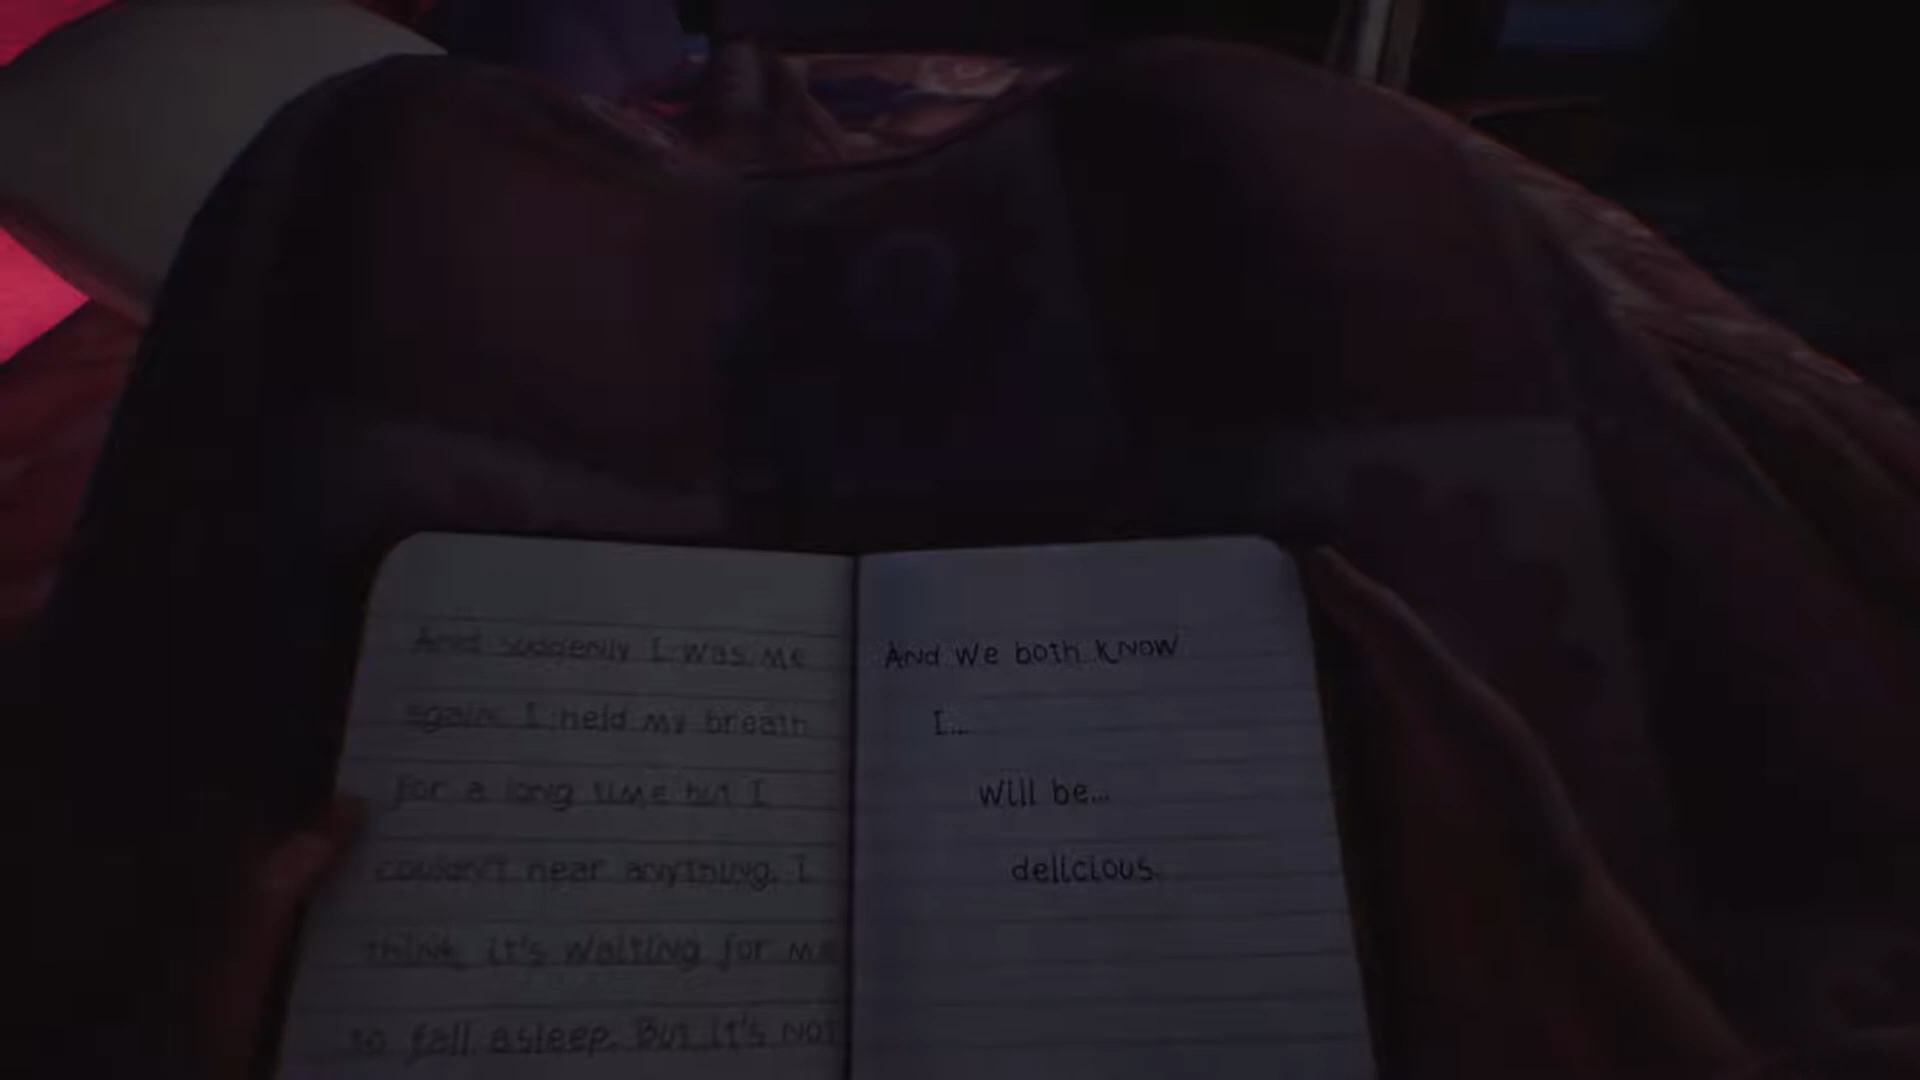 And suddenly I was me
again. I held my breath
for a long time but I
couldn't hear anything. I
think it's waiting for me
to fall asleep. But it's not
And we both know
I...
will be...
delicious.